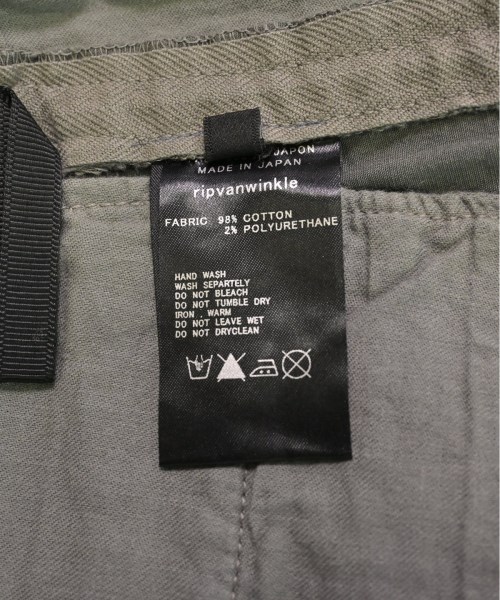 JAPON
MADE IN JAPAN
ripvanwinkle
FABRIC 98% COTTON
2% POLYURETHANE
HAND WASH
WASH SEPARTELY
DO NOT BLEACH
DO NOT TUMBLE DRY
IRON . WARM
DO NOT LEAVE WET
DO NOT DRYCLEAN